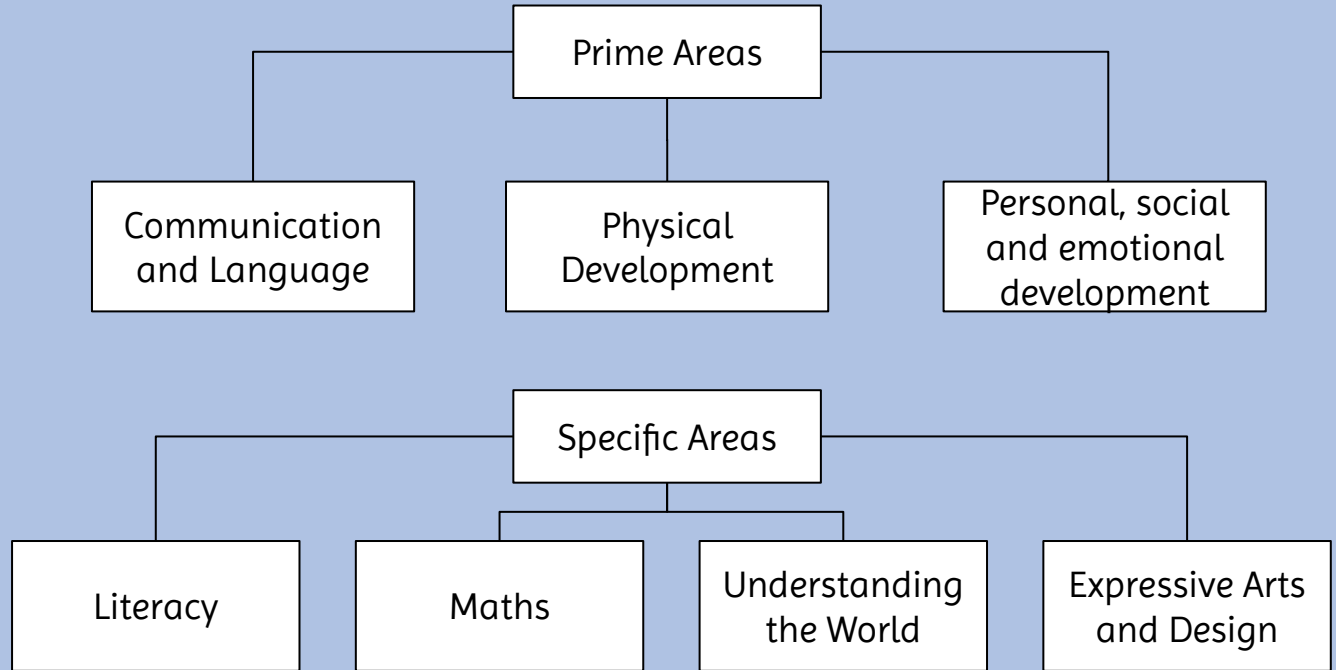 Prime Areas
Communication
and Language
Physical
Development
Personal, social
and emotional
development
Specific Areas
Literacy
Maths
Understanding
the World
Expressive Arts
and Design